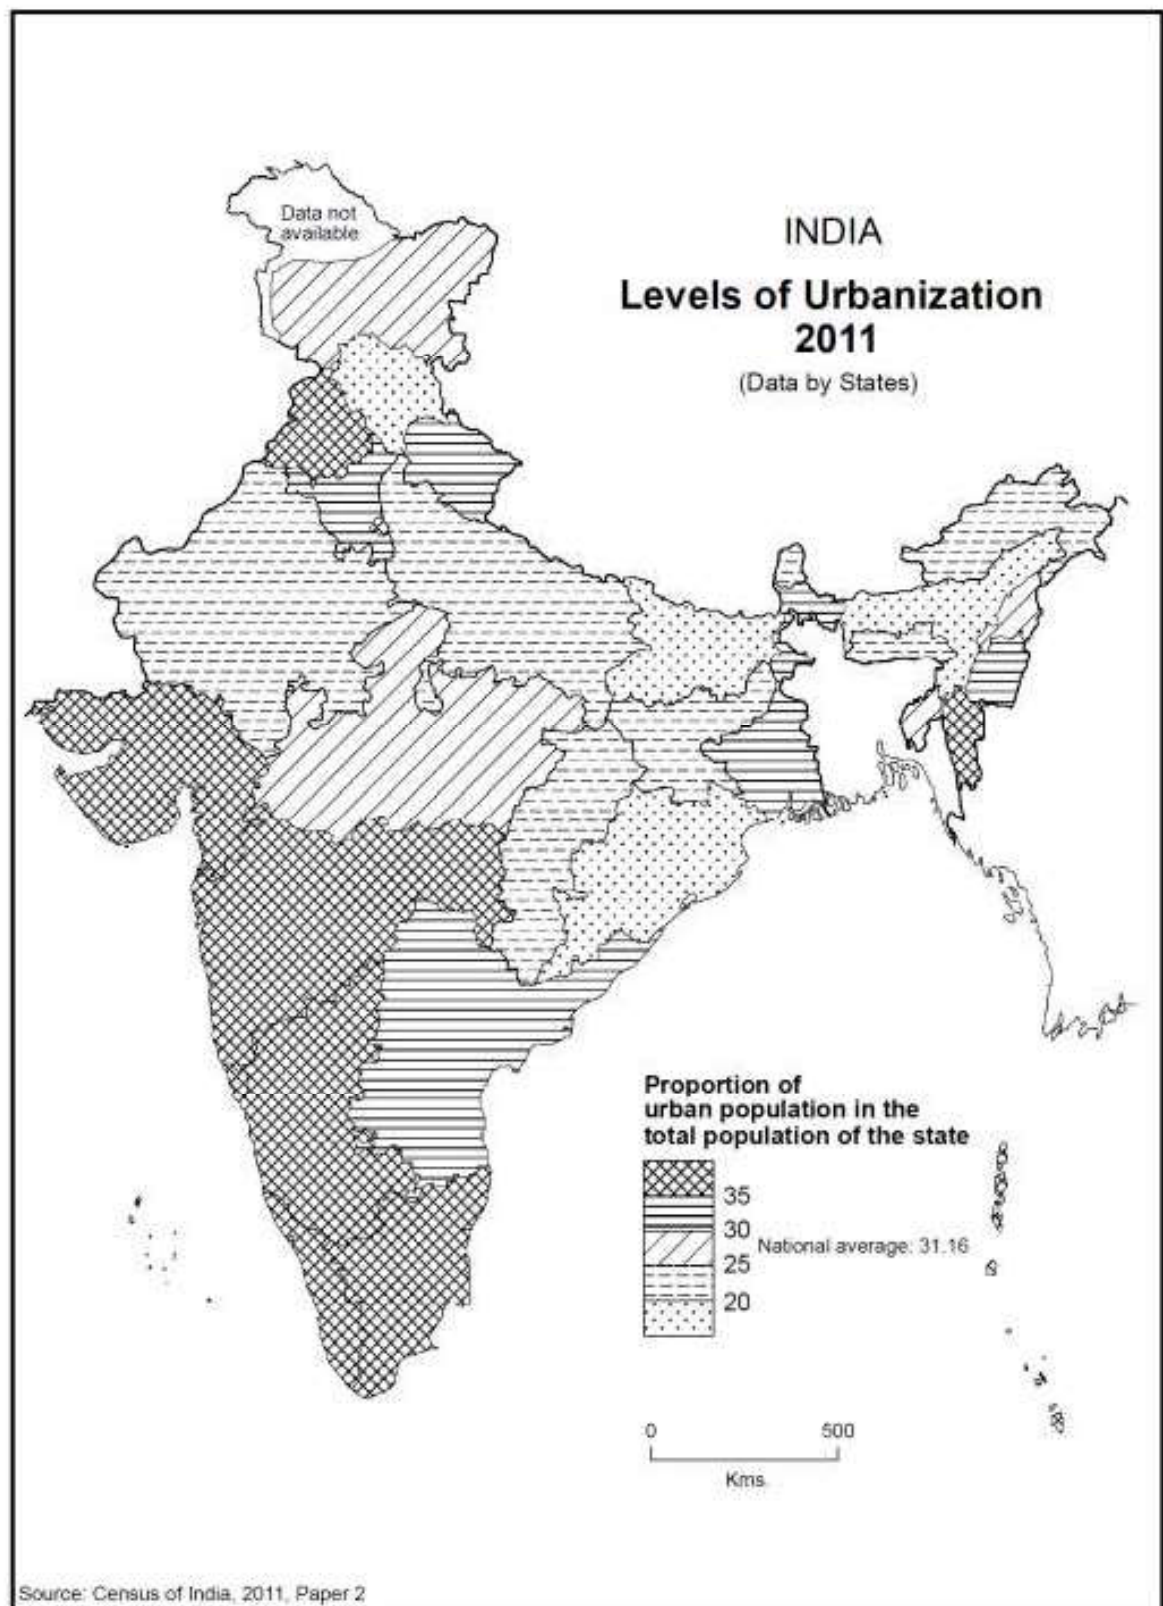 Data not
available
INDIA
Levels of Urbanization
2011
(Data by States)
Proportion of
urban population in the
total population of the state
35
30
National average: 31.16
25
20
0 500
Kms.
Source: Census of India, 2011, Paper 2